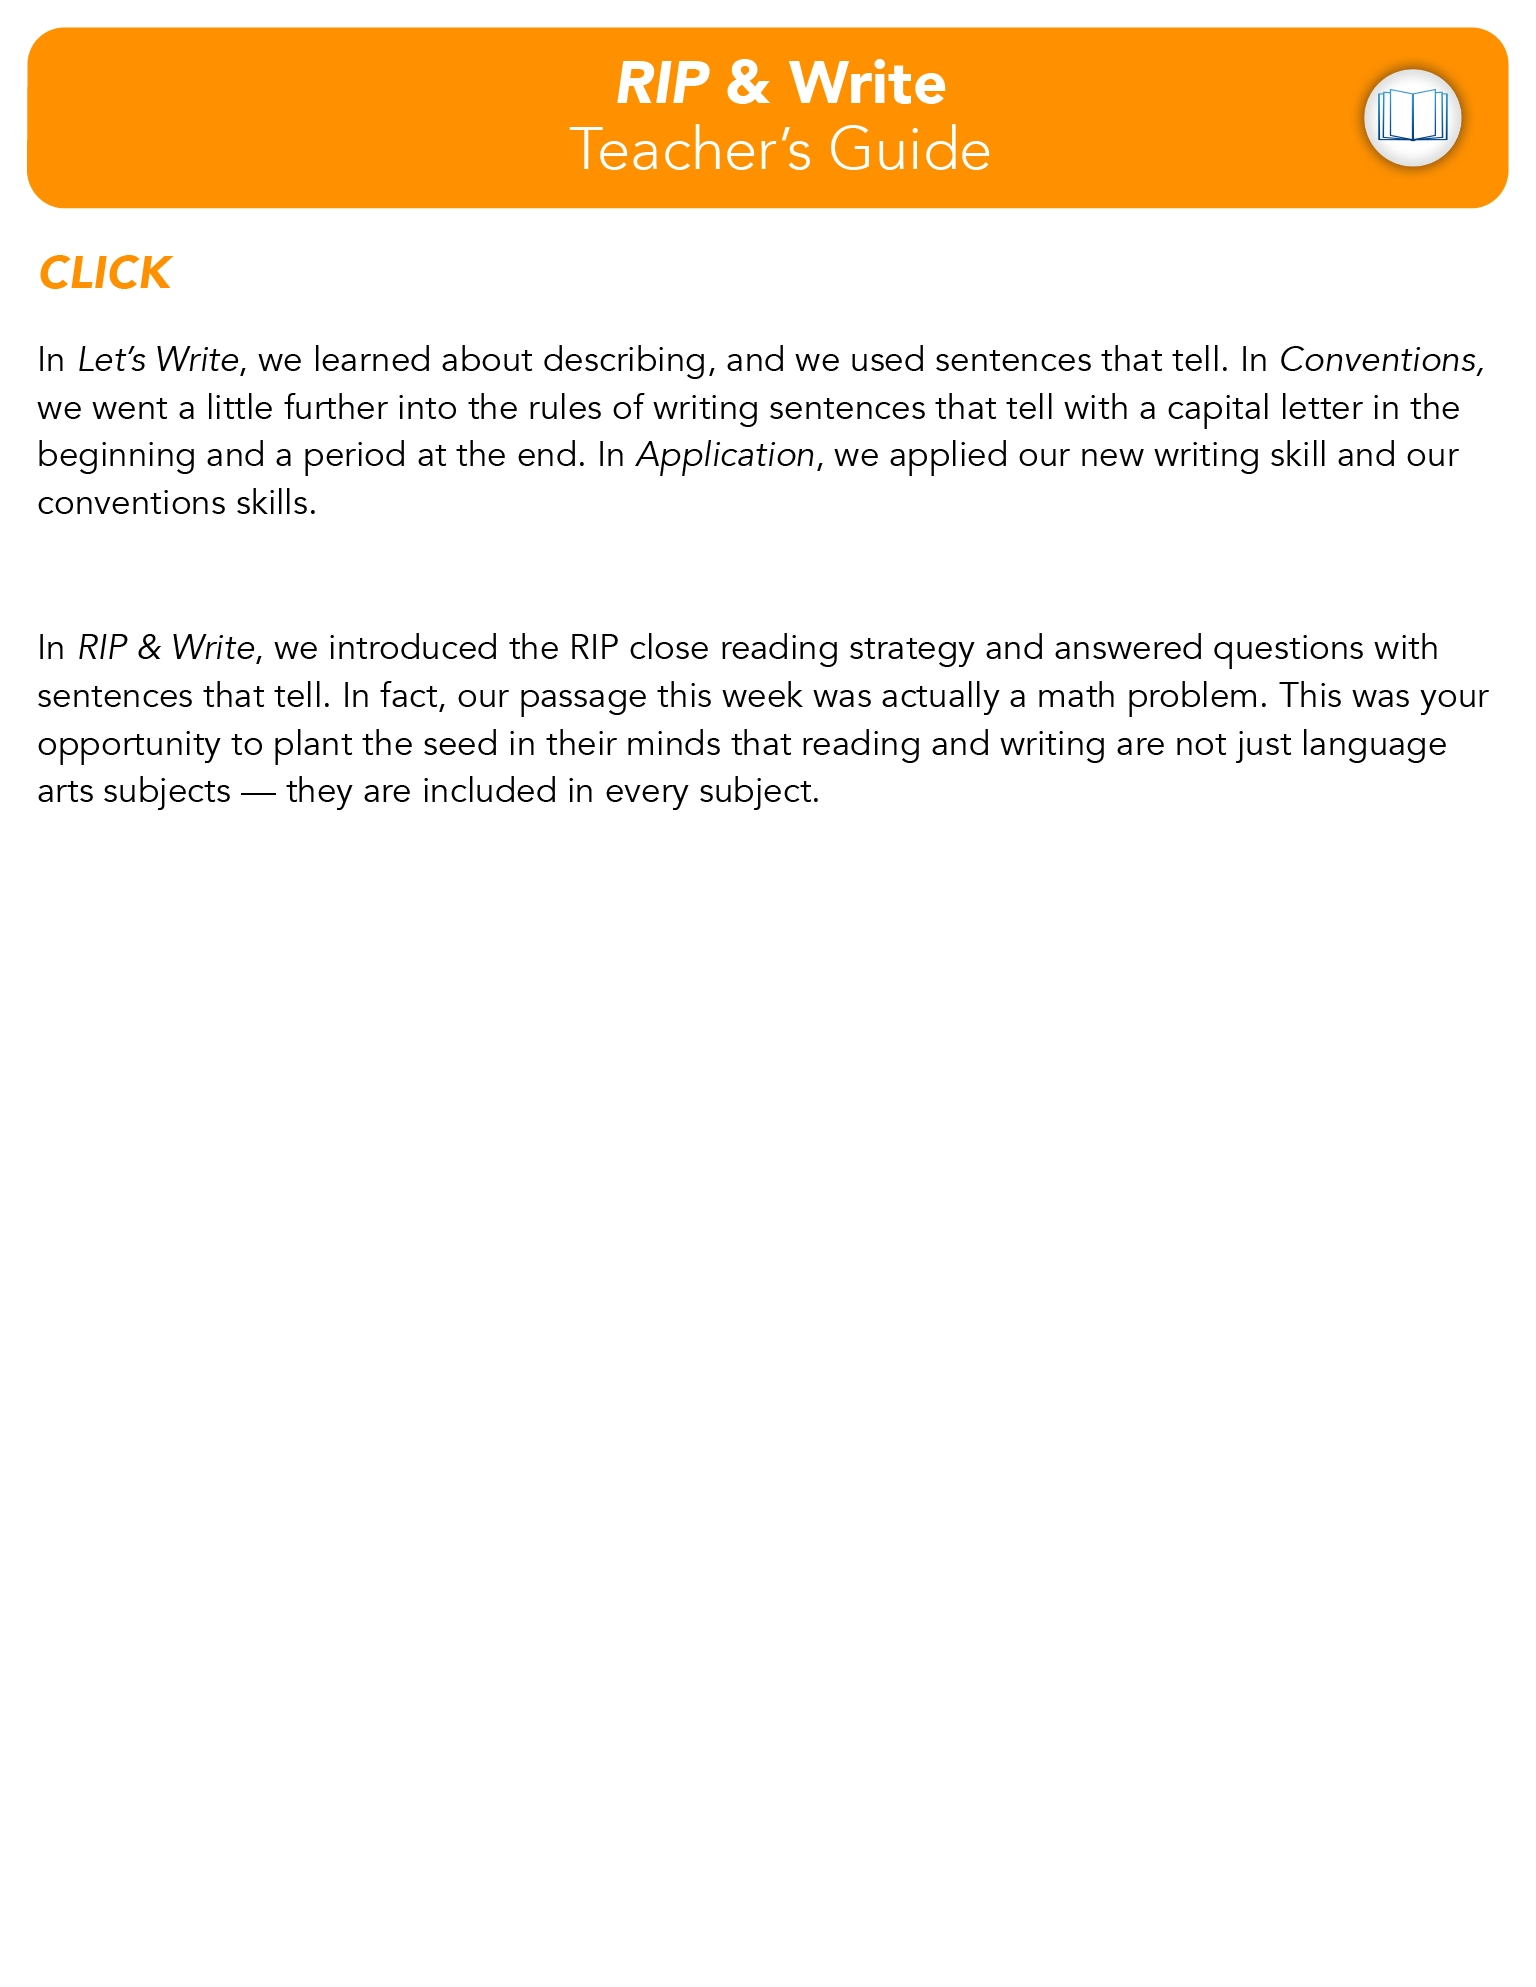 RIP & Write
Teacher’s Guide
CLICK
In Let’s Write, we learned about describing, and we used sentences that tell. In Conventions,
we went a little further into the rules of writing sentences that tell with a capital letter in the
beginning and a period at the end. In Application, we applied our new writing skill and our
conventions skills.
In RIP & Write, we introduced the RIP close reading strategy and answered questions with
sentences that tell. In fact, our passage this week was actually a math problem. This was your
opportunity to plant the seed in their minds that reading and writing are not just language
arts subjects — they are included in every subject.